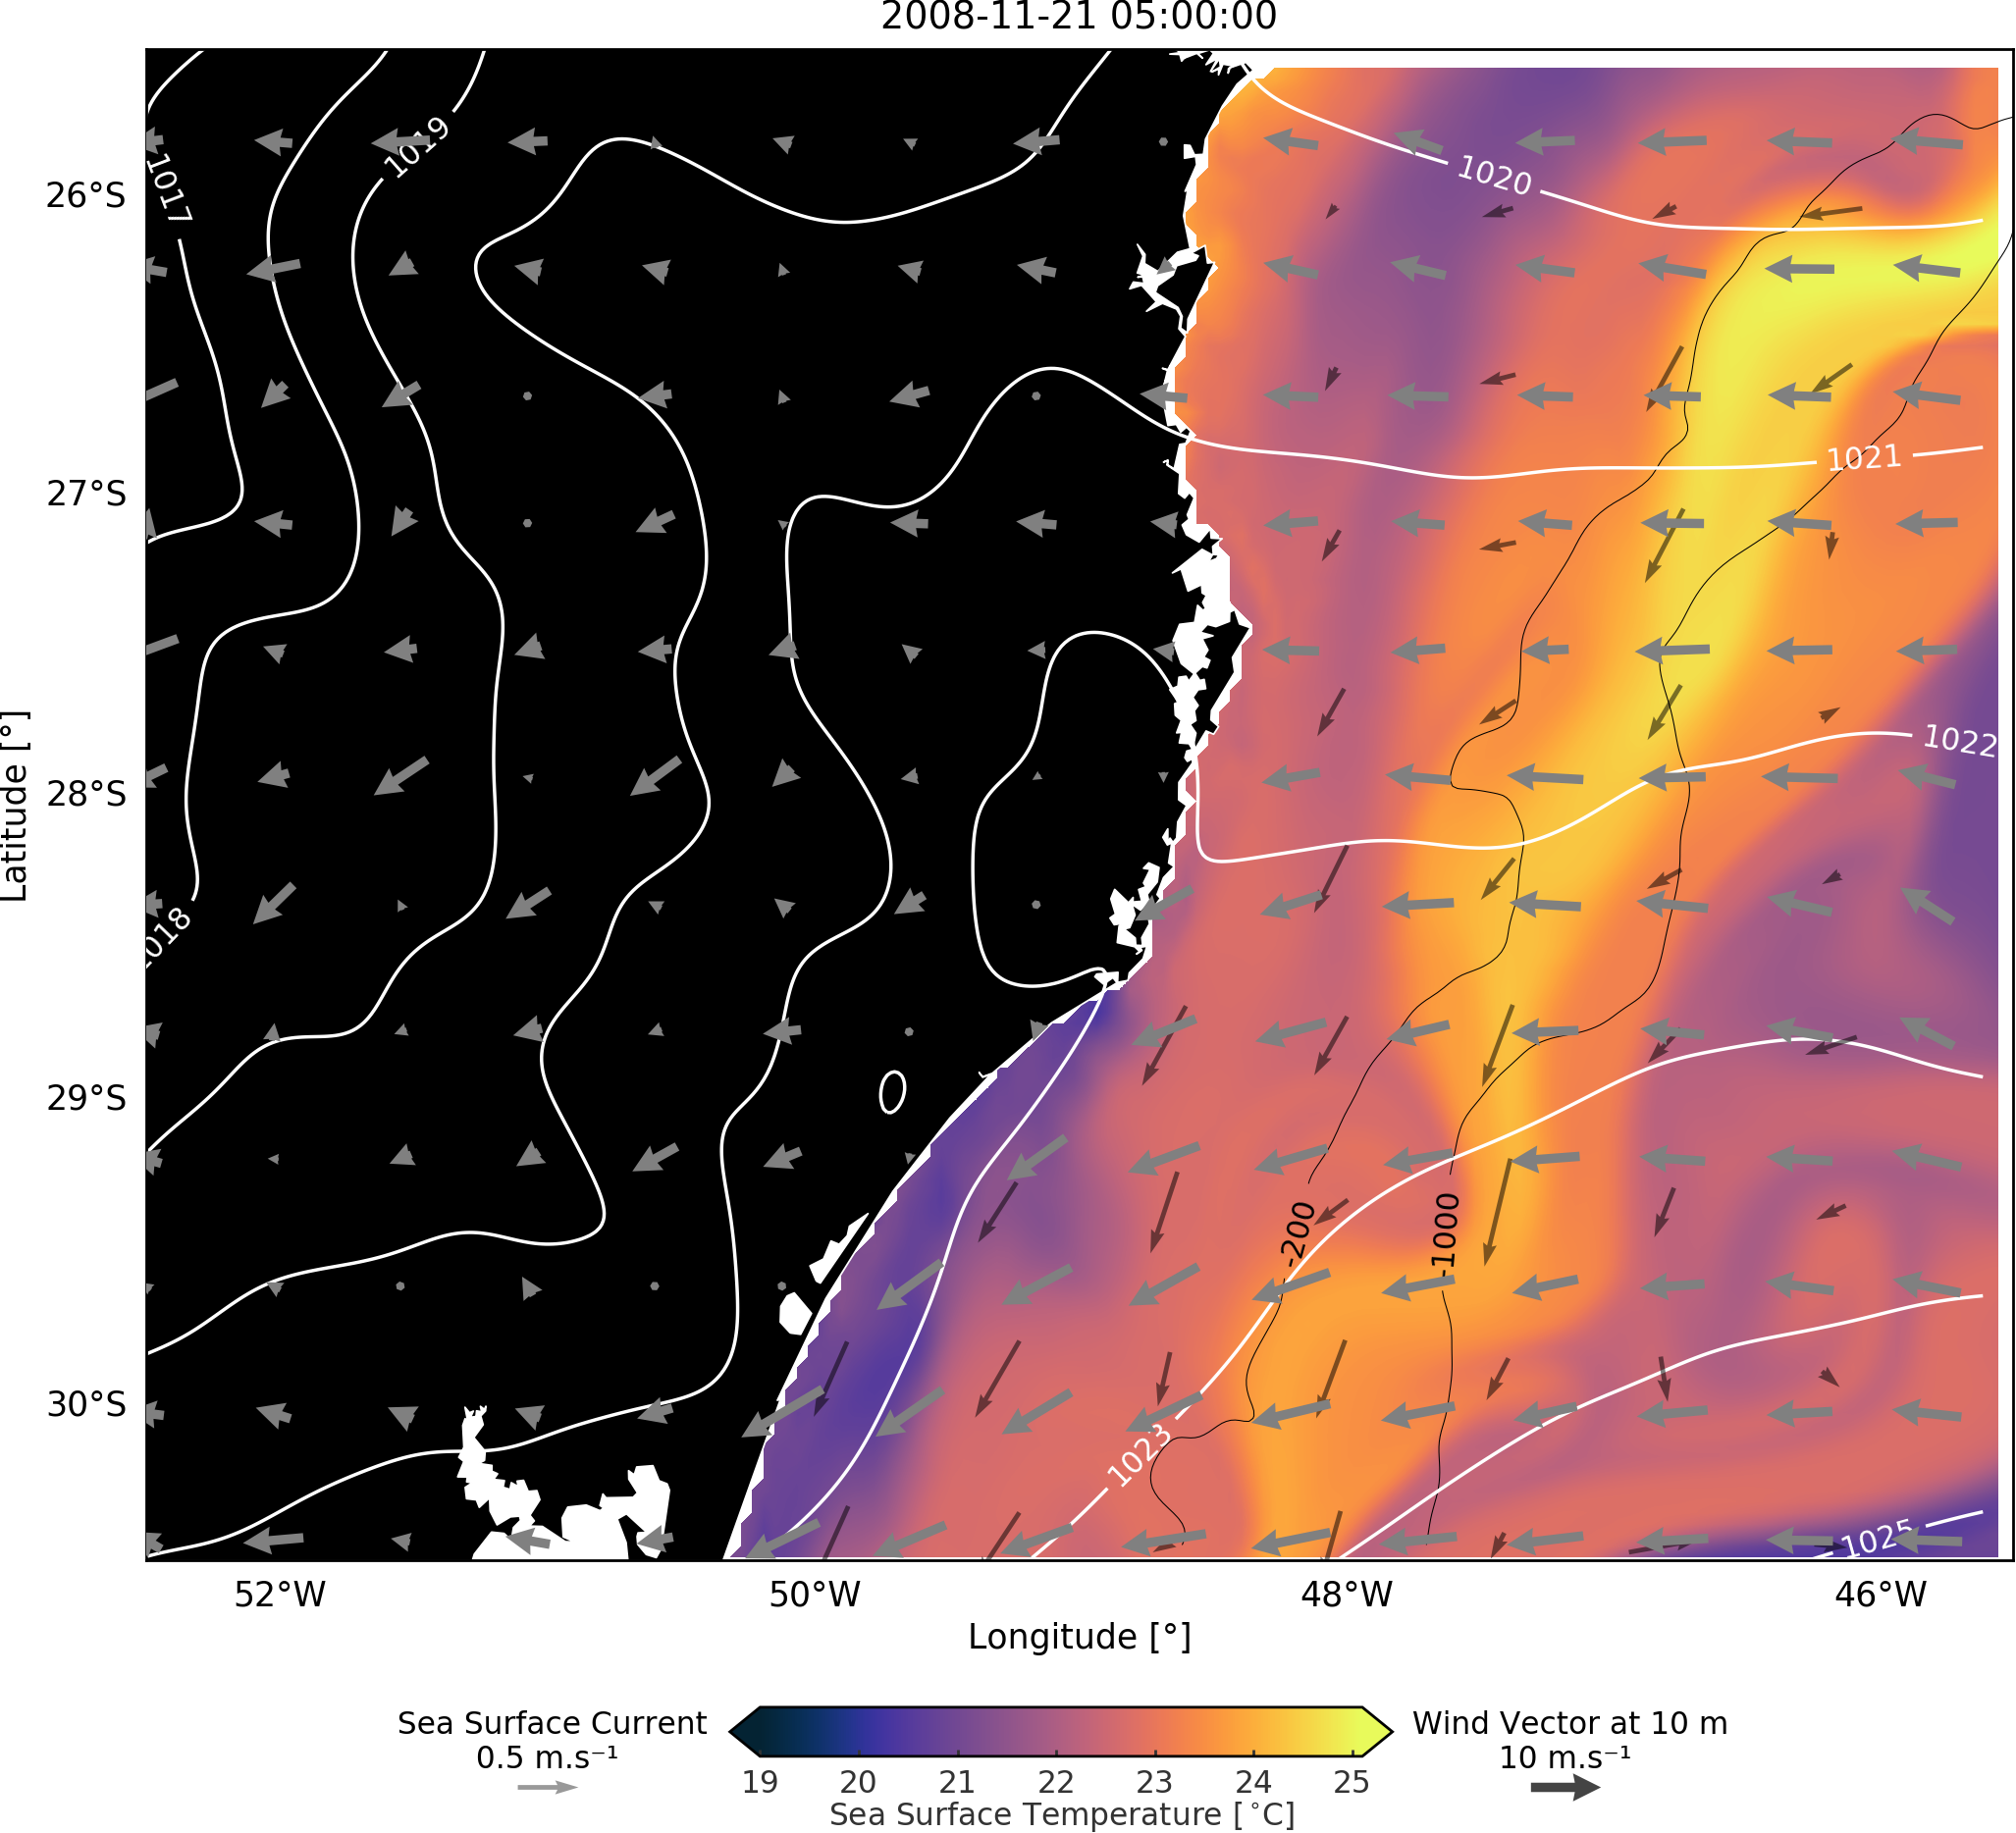 2008-11-21 05:00:00
1019
1017
1020
26°S
1021
27°S
1022
28°S
018
29°S
-200
-1000
30°S
1023
1025
52°W
50°W
48°W
46°W
Latitude [°]
Longitude [°]
Sea Surface Current
0.5 m.s⁻¹
Wind Vector at 10 m
10 m.s⁻¹
19 20 21 22 23 24 25
Sea Surface Temperature [°C]